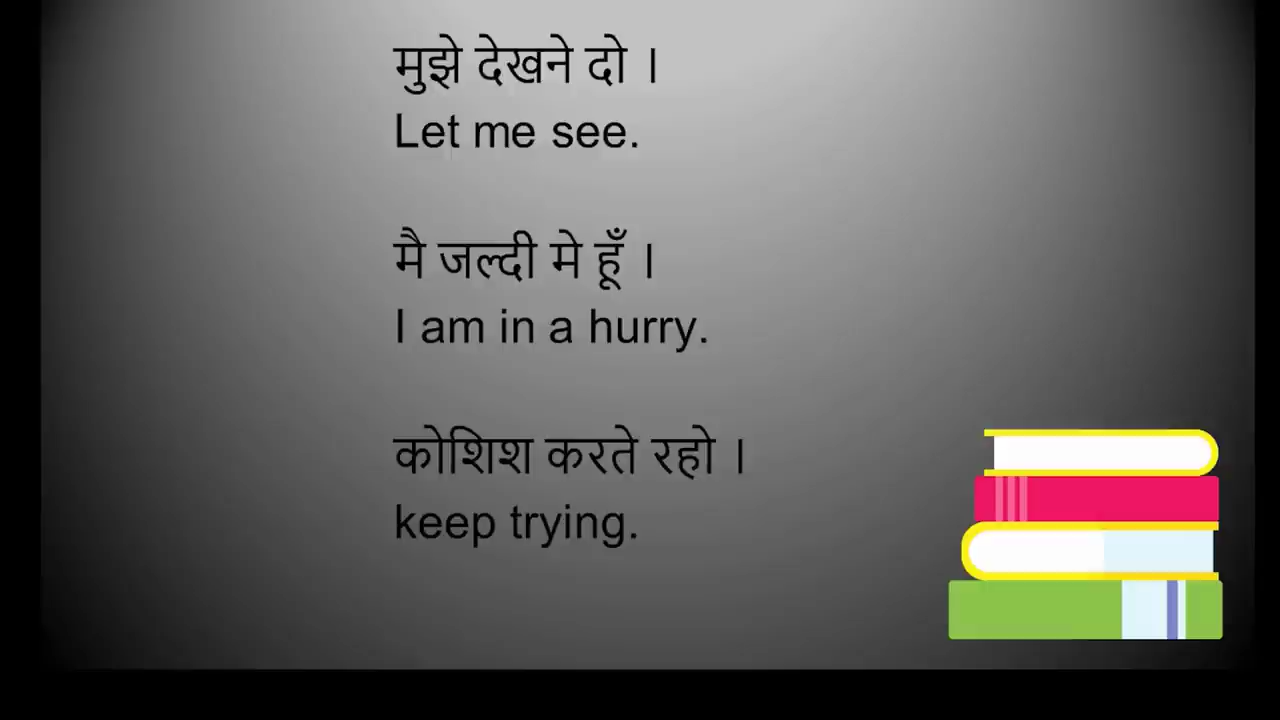 मुझे देखने दो ।
Let me see.
मै जल्दी मे हूँ ।
I am in a hurry.
कोशिश करते रहो ।
keep trying.